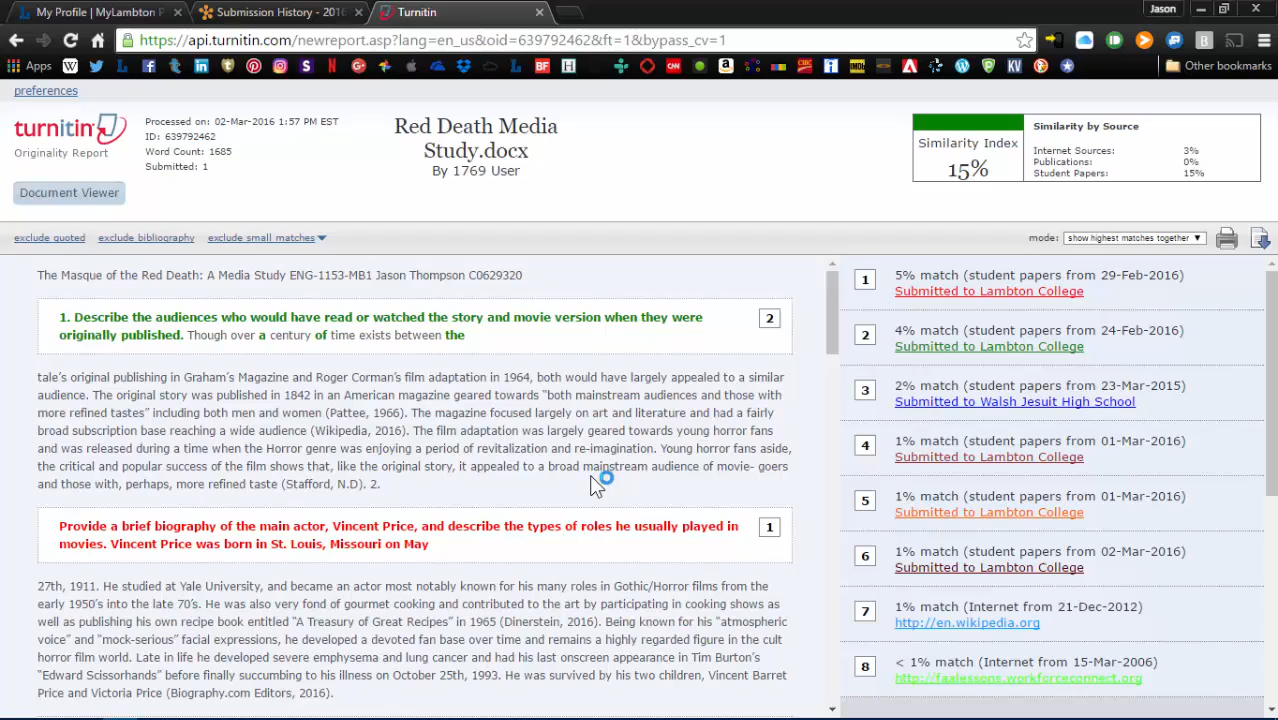 My Profile | MyLambton P
Submission History - 2016
Turnitin
Jason
https://api.turnitin.com/newreport.asp?lang=en_us&oid=639792462&ft=1&bypass_cv=1
Apps
Other bookmarks
preferences
turnitin
Originality Report
Processed on: 02-Mar-2016 1:57 PM EST
ID: 639792462
Word Count: 1685
Submitted: 1
Red Death Media
Study.docx
By 1769 User
Similarity Index
15%
Similarity by Source
Internet Sources: 3%
Publications: 0%
Student Papers: 15%
Document Viewer
exclude quoted exclude bibliography exclude small matches
mode: show highest matches together
The Masque of the Red Death: A Media Study ENG-1153-MB1 Jason Thompson C0629320
1. Describe the audiences who would have read or watched the story and movie version when they were
originally published. Though over a century of time exists between the
2
tale's original publishing in Graham's Magazine and Roger Corman's film adaptation in 1964, both would have largely appealed to a similar
audience. The original story was published in 1842 in an American magazine geared towards "both mainstream audiences and those with
more refined tastes" including both men and women (Pattee, 1966). The magazine focused largely on art and literature and had a fairly
broad subscription base reaching a wide audience (Wikipedia, 2016). The film adaptation was largely geared towards young horror fans
and was released during a time when the Horror genre was enjoying a period of revitalization and re-imagination. Young horror fans aside,
the critical and popular success of the film shows that, like the original story, it appealed to a broad mainstream audience of movie- goers
and those with, perhaps, more refined taste (Stafford, N.D). 2.
Provide a brief biography of the main actor, Vincent Price, and describe the types of roles he usually played in
movies. Vincent Price was born in St. Louis, Missouri on May
1
27th, 1911. He studied at Yale University, and became an actor most notably known for his many roles in Gothic/Horror films from the
early 1950's into the late 70's. He was also very fond of gourmet cooking and contributed to the art by participating in cooking shows as
well as publishing his own recipe book entitled "A Treasury of Great Recipes" in 1965 (Dinerstein, 2016). Being known for his "atmospheric
voice" and "mock-serious" facial expressions, he developed a devoted fan base over time and remains a highly regarded figure in the cult
horror film world. Late in life he developed severe emphysema and lung cancer and had his last onscreen appearance in Tim Burton's
"Edward Scissorhands" before finally succumbing to his illness on October 25th, 1993. He was survived by his two children, Vincent Barret
Price and Victoria Price (Biography.com Editors, 2016).
1 5% match (student papers from 29-Feb-2016)
Submitted to Lambton College
2 4% match (student papers from 24-Feb-2016)
Submitted to Lambton College
3 2% match (student papers from 23-Mar-2015)
Submitted to Walsh Jesuit High School
4 1% match (student papers from 01-Mar-2016)
Submitted to Lambton College
5 1% match (student papers from 01-Mar-2016)
Submitted to Lambton College
6 1% match (student papers from 02-Mar-2016)
Submitted to Lambton College
7 1% match (Internet from 21-Dec-2012)
http://en.wikipedia.org
8 < 1% match (Internet from 15-Mar-2006)
http://faalessons.workforceconnect.org